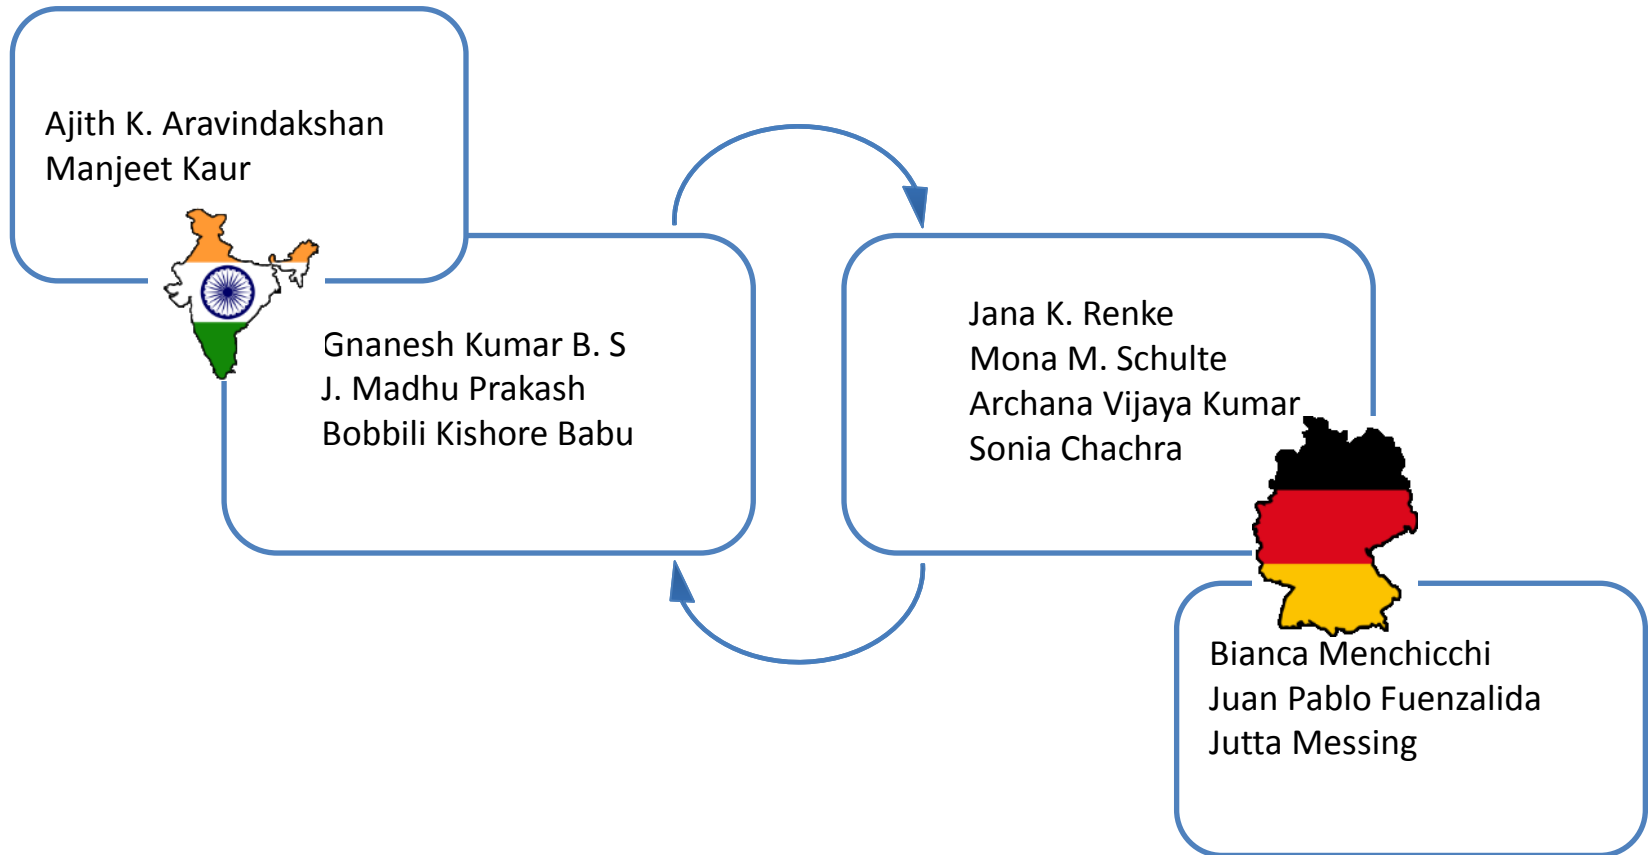 Ajith K. Aravindakshan
Manjeet Kaur
Gnanesh Kumar B. S
J. Madhu Prakash
Bobbili Kishore Babu
Jana K. Renke
Mona M. Schulte
Archana Vijaya Kumar
Sonia Chachra
Bianca Menchicchi
Juan Pablo Fuenzalida
Jutta Messing